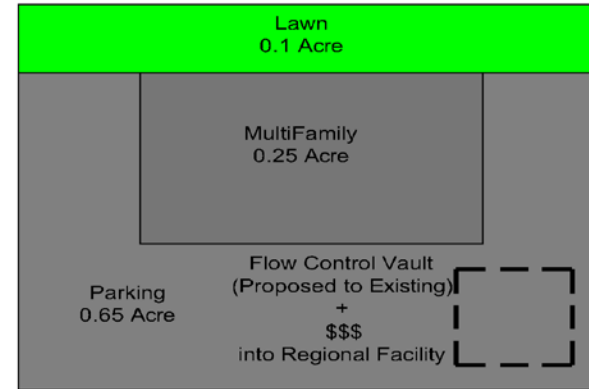 Lawn
0.1 Acre
MultiFamily
0.25 Acre
Flow Control Vault
(Proposed to Existing)
+
$$$
into Regional Facility
Parking
0.65 Acre